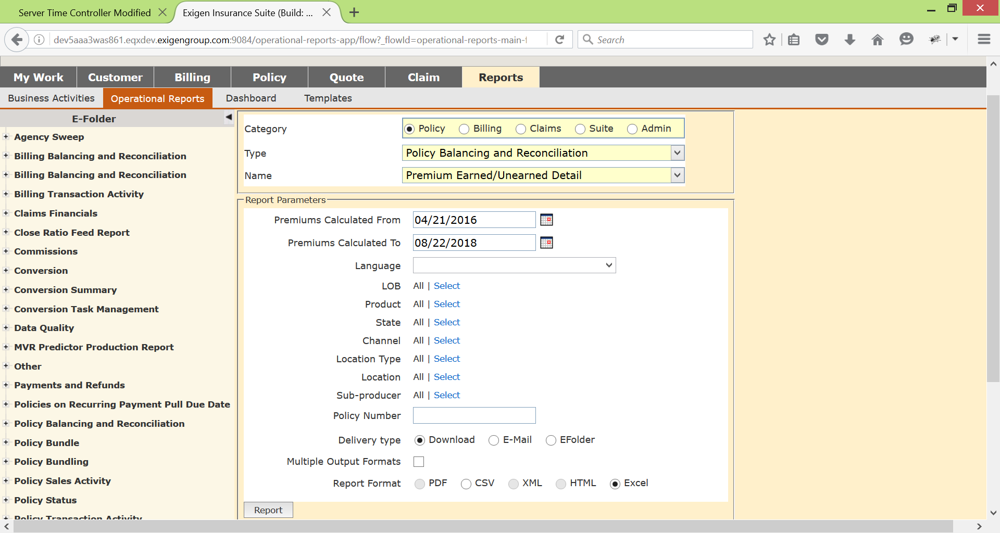 Server Time Controller Modified
Exigen Insurance Suite (Build: ...
dev5aaa3was861.eqxdev.exigengroup.com:9084/operational-reports-app/flow?_flowId=operational-reports-main-f
Search
My Work Customer Billing Policy Quote Claim Reports
Business Activities Operational Reports Dashboard Templates
E-Folder
Agency Sweep
Billing Balancing and Reconciliation
Billing Balancing and Reconciliation
Billing Transaction Activity
Claims Financials
Close Ratio Feed Report
Commissions
Conversion
Conversion Summary
Conversion Task Management
Data Quality
MVR Predictor Production Report
Other
Payments and Refunds
Policies on Recurring Payment Pull Due Date
Policy Balancing and Reconciliation
Policy Bundle
Policy Bundling
Policy Sales Activity
Policy Status
Policy Transaction Activity
Category Policy Billing Claims Suite Admin
Type Policy Balancing and Reconciliation
Name Premium Earned/Unearned Detail
Report Parameters
Premiums Calculated From 04/21/2016
Premiums Calculated To 08/22/2018
Language
LOB All | Select
Product All | Select
State All | Select
Channel All | Select
Location Type All | Select
Location All | Select
Sub-producer All | Select
Policy Number
Delivery type Download E-Mail EFolder
Multiple Output Formats
Report Format PDF CSV XML HTML Excel
Report